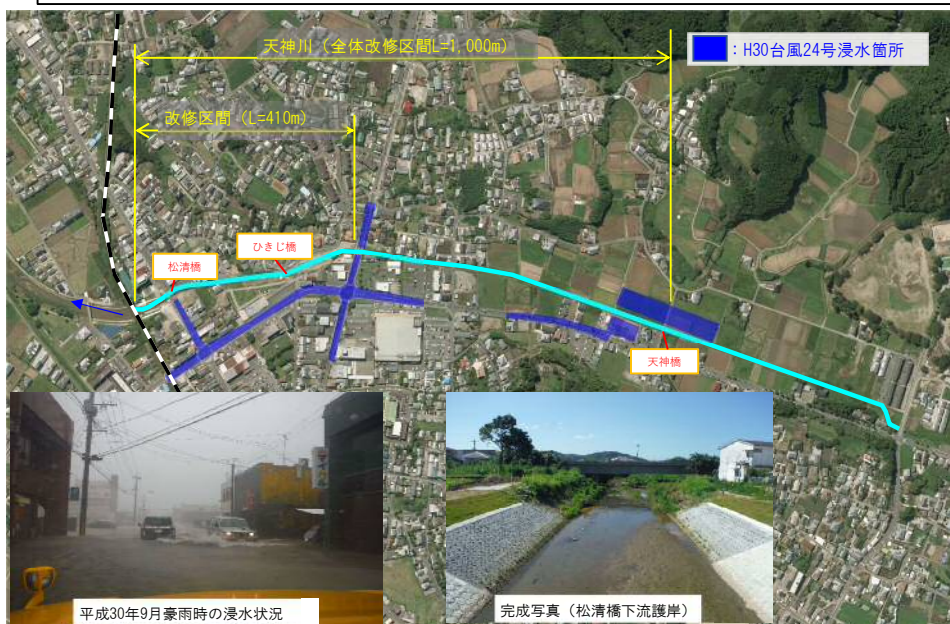 天神川（全体改修区間L=1,000m）
：H30台風24号浸水箇所
改修区間（L=410m）
ひきじ橋
松清橋
天神橋
平成30年9月豪雨時の浸水状況
完成写真（松清橋下流護岸）